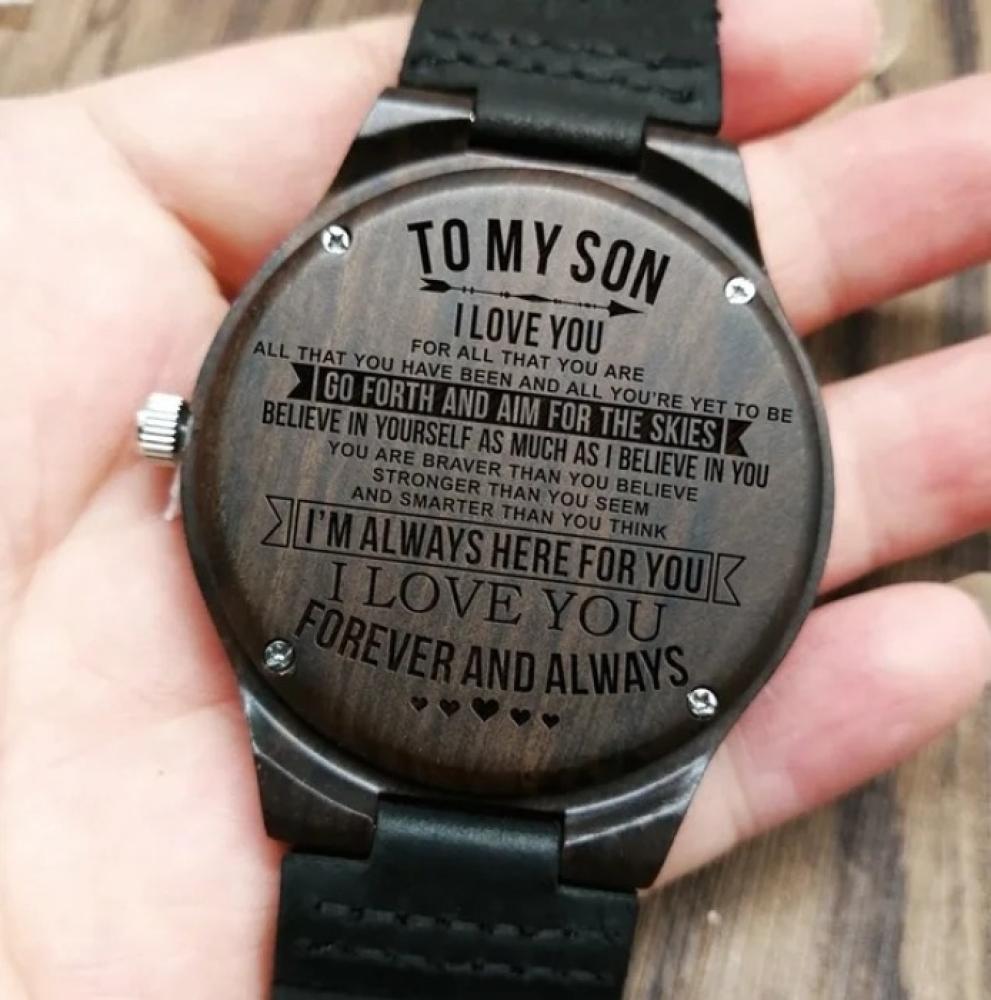 TO MY SON
I LOVE YOU
FOR ALL THAT YOU ARE
ALL THAT YOU HAVE BEEN AND ALL YOU'RE YET TO BE
GO FORTH AND AIM FOR THE SKIES
BELIEVE IN YOURSELF AS MUCH AS I BELIEVE IN YOU
YOU ARE BRAVER THAN YOU BELIEVE
STRONGER THAN YOU SEEM
AND SMARTER THAN YOU THINK
I'M ALWAYS HERE FOR YOU
I LOVE YOU
FOREVER AND ALWAYS